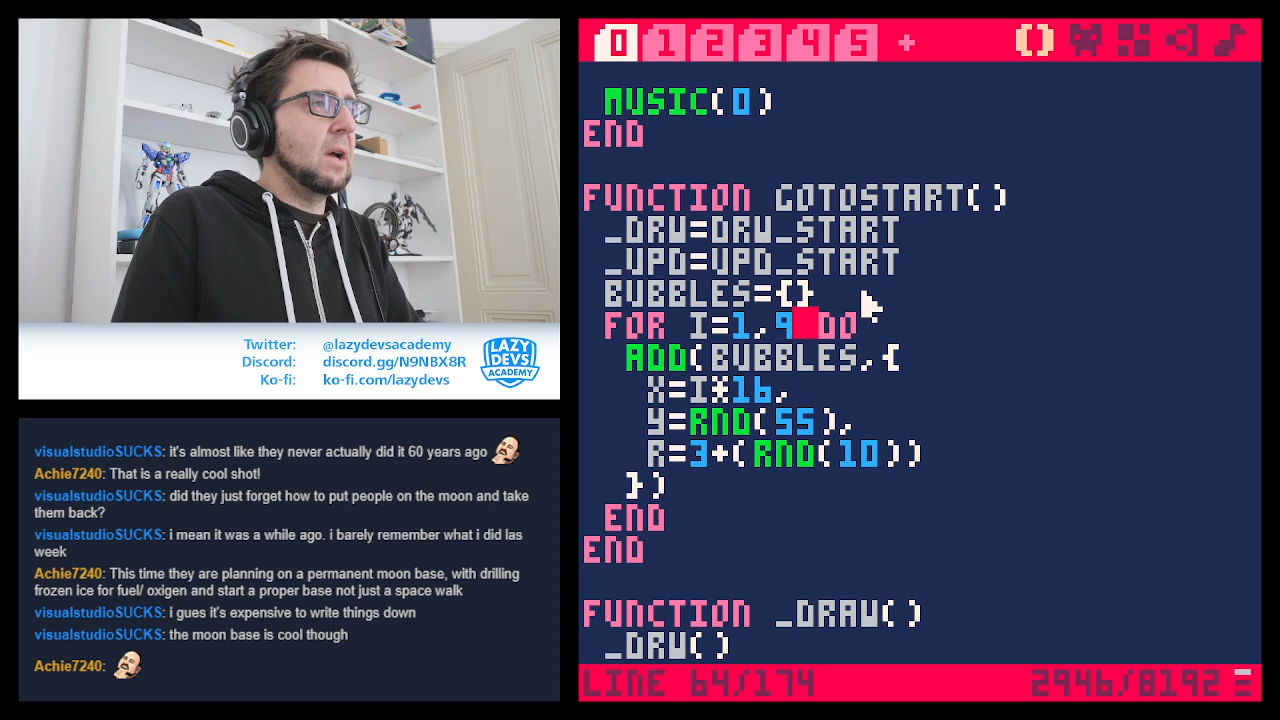 Twitter: @lazydevsacademy
Discord: discord.gg/N9NBX8R
Ko-fi: ko-fi.com/lazydevs
LAZY
DEVS
ACADEMY
visualstudioSUCKS: it's almost like they never actually did it 60 years ago
Achie7240: That is a really cool shot!
visualstudioSUCKS: did they just forget how to put people on the moon and take
them back?
visualstudioSUCKS: i mean it was a while ago. i barely remember what i did las
week
Achie7240: This time they are planning on a permanent moon base, with drilling
frozen ice for fuel/ oxigen and start a proper base not just a space walk
visualstudioSUCKS: i gues it's expensive to write things down
visualstudioSUCKS: the moon base is cool though
Achie7240:
0 1 2 3 4 5 + ()
MUSIC(0)
END
FUNCTION GOTOSTART()
_DRW=DRW_START
_UPD=UPD_START
BUBBLES={}
FOR I=1,9 DO
ADD(BUBBLES,{
X=I*16,
Y=RND(55),
R=3+(RND(10))
})
END
END
FUNCTION _DRAW()
_DRW()
LINE 64/174 2946/8192